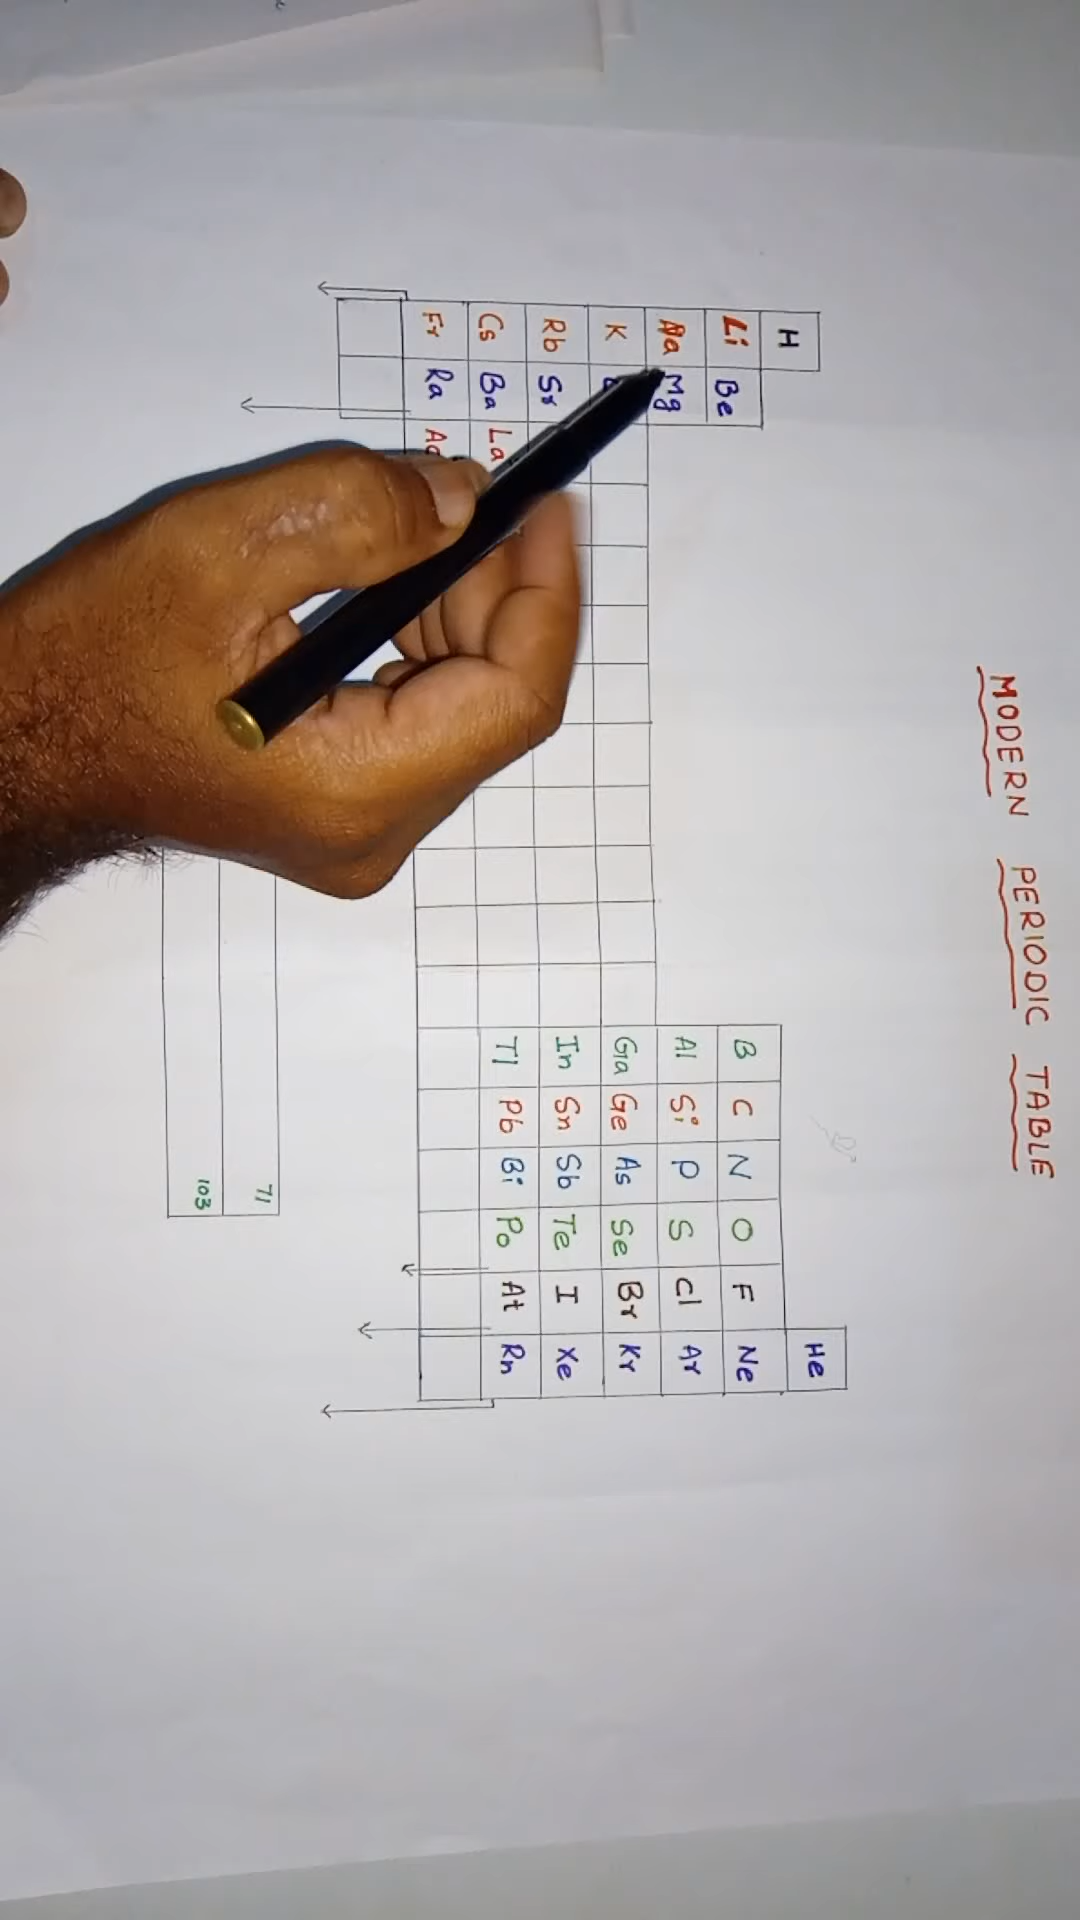 MODERN PERIODIC TABLE
H He
Li Be B C N O F Ne
Na Mg Al Si P S Cl Ar
K Ga Ge As Se Br Kr
Rb Sr In Sn Sb Te I Xe
Cs Ba La Tl Pb Bi Po At Rn
Fr Ra Ac
71
103